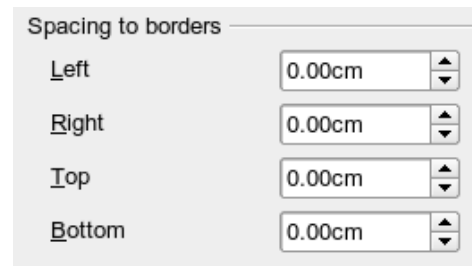 Spacing to borders
Left 0.00cm
Right 0.00cm
Top 0.00cm
Bottom 0.00cm